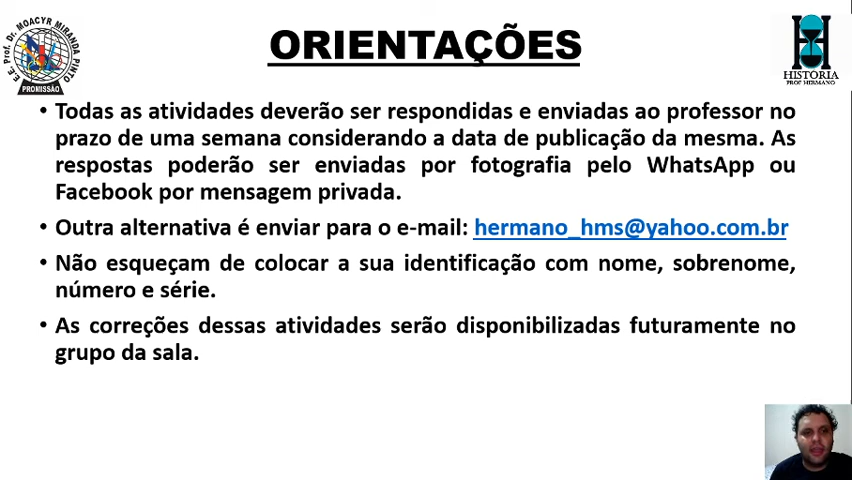 E.E. Prof. Dr. MOACYR MIRANDA PINTO
PROMISSÃO
ORIENTAÇÕES
HISTORIA
PROF HERMANO
• Todas as atividades deverão ser respondidas e enviadas ao professor no
prazo de uma semana considerando a data de publicação da mesma. As
respostas poderão ser enviadas por fotografia pelo WhatsApp ou
Facebook por mensagem privada.
• Outra alternativa é enviar para o e-mail: hermano_hms@yahoo.com.br
• Não esqueçam de colocar a sua identificação com nome, sobrenome,
número e série.
• As correções dessas atividades serão disponibilizadas futuramente no
grupo da sala.